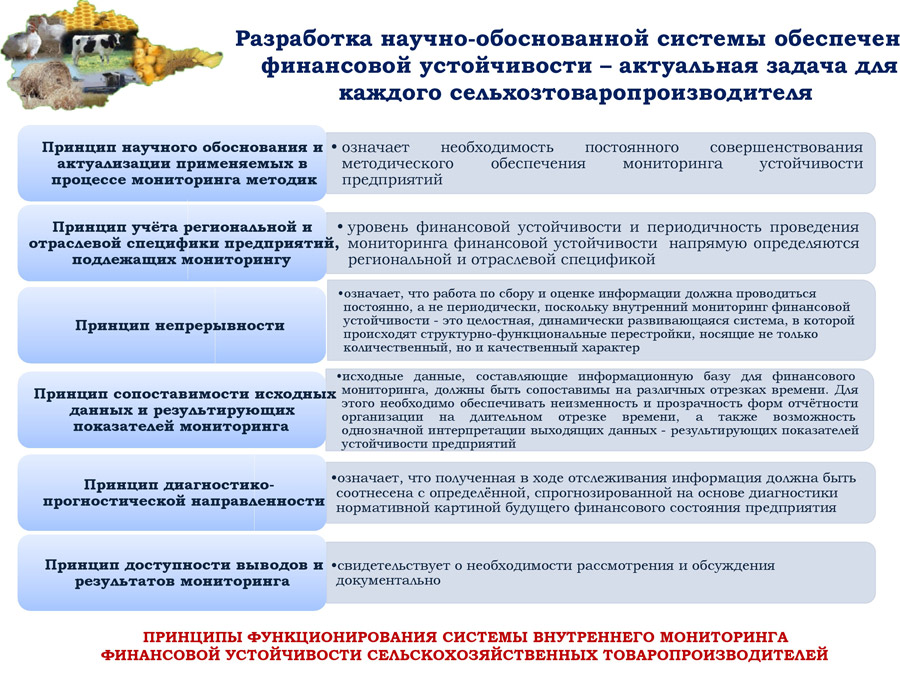 Разработка научно-обоснованной системы обеспечен
финансовой устойчивости – актуальная задача для
каждого сельхозтоваропроизводителя
Принцип научного обоснования и
актуализации применяемых в
процессе мониторинга методик
• означает необходимость постоянного совершенствования
методического обеспечения мониторинга устойчивости
предприятий
Принцип учёта региональной и
отраслевой специфики предприятий,
подлежащих мониторингу
• уровень финансовой устойчивости и периодичность проведения
мониторинга финансовой устойчивости напрямую определяются
региональной и отраслевой спецификой
Принцип непрерывности
•означает, что работа по сбору и оценке информации должна проводиться
постоянно, а не периодически, поскольку внутренний мониторинг финансовой
устойчивости - это целостная, динамически развивающаяся система, в которой
происходят структурно-функциональные перестройки, носящие не только
количественный, но и качественный характер
Принцип сопоставимости исходных
данных и результирующих
показателей мониторинга
•исходные данные, составляющие информационную базу для финансового
мониторинга, должны быть сопоставимы на различных отрезках времени. Для
этого необходимо обеспечивать неизменность и прозрачность форм отчётности
организации на длительном отрезке времени, а также возможность
однозначной интерпретации выходящих данных - результирующих показателей
устойчивости предприятий
Принцип диагностико-
прогностической направленности
•означает, что полученная в ходе отслеживания информация должна быть
соотнесена с определённой, спрогнозированной на основе диагностики
нормативной картиной будущего финансового состояния предприятия
Принцип доступности выводов и
результатов мониторинга
•свидетельствует о необходимости рассмотрения и обсуждения
документально
ПРИНЦИПЫ ФУНКЦИОНИРОВАНИЯ СИСТЕМЫ ВНУТРЕННЕГО МОНИТОРИНГА
ФИНАНСОВОЙ УСТОЙЧИВОСТИ СЕЛЬСКОХОЗЯЙСТВЕННЫХ ТОВАРОПРОИЗВОДИТЕЛЕЙ